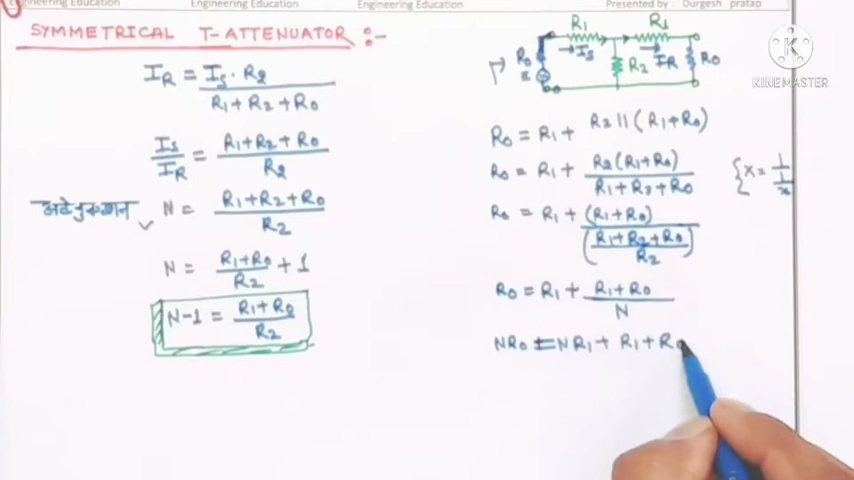 Engineering Education Engineering Education Engineering Education Presented by : Durgesh pratap
SYMMETRICAL T-ATTENUATOR :-
IR = Is . R2 / R1 + R2 + R0
Is / IR = R1 + R2 + R0 / R2
N = R1 + R2 + R0 / R2
N = R1 + R0 / R2 + 1
N-1 = R1 + R0 / R2
R1 R1
R0 Is R2 IR R0
KINEMASTER
R0 = R1 + R2 || (R1 + R0)
R0 = R1 + R2 (R1 + R0) / R1 + R2 + R0
{ x = 1 / 1 / x
R0 = R1 + (R1 + R0) / ( R1 + R2 + R0 / R2 )
R0 = R1 + R1 + R0 / N
NR0 = NR1 + R1 + R0